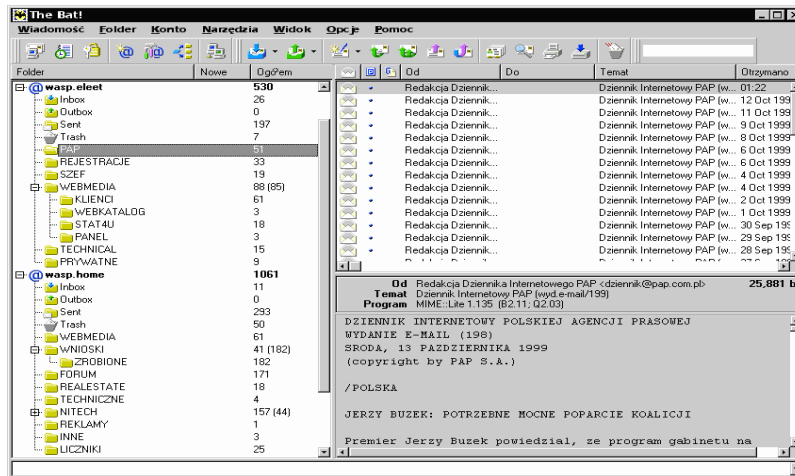 The Bat!
Wiadomość Folder Konto Narzędzia Widok Opcje Pomoc
Folder Nowe Ogółem Od Do Temat Otrzymano
wasp.eleet 530
Inbox 26
Outbox 0
Sent 197
Trash 7
PAP 51
REJESTRACJE 33
SZEF 19
WEBMEDIA 88 (85)
KLIENCI 61
WEBKATALOG 3
STAT4U 18
PANEL 3
TECHNICAL 15
PRYWATNE 9
wasp.home 1061
Inbox 11
Outbox 0
Sent 293
Trash 50
WEBMEDIA 61
WNIOSKI 41 (182)
ZROBIONE 182
FORUM 171
REALESTATE 18
TECHNICZNE 4
NITECH 157 (44)
REKLAMY 1
INNE 3
LICZNIKI 25
Redakcja Dziennik... Dziennik Internetowy PAP (w... 01:22
Redakcja Dziennik... Dziennik Internetowy PAP (w... 12 Oct 199
Redakcja Dziennik... Dziennik Internetowy PAP (w... 11 Oct 199
Redakcja Dziennik... Dziennik Internetowy PAP (w... 9 Oct 1999
Redakcja Dziennik... Dziennik Internetowy PAP (w... 8 Oct 1999
Redakcja Dziennik... Dziennik Internetowy PAP (w... 6 Oct 1999
Redakcja Dziennik... Dziennik Internetowy PAP (w... 6 Oct 1999
Redakcja Dziennik... Dziennik Internetowy PAP (w... 4 Oct 1999
Redakcja Dziennik... Dziennik Internetowy PAP (w... 4 Oct 1999
Redakcja Dziennik... Dziennik Internetowy PAP (w... 2 Oct 1999
Redakcja Dziennik... Dziennik Internetowy PAP (w... 1 Oct 1999
Redakcja Dziennik... Dziennik Internetowy PAP (w... 30 Sep 199
Redakcja Dziennik... Dziennik Internetowy PAP (w... 29 Sep 199
Redakcja Dziennik... Dziennik Internetowy PAP (w... 28 Sep 199
Od Redakcja Dziennika Internetowego PAP <dziennik@pap.com.pl> 25,881 b
Temat Dziennik Internetowy PAP (wyd.e-mail/199)
Program MIME::Lite 1.135 (B2.11; Q2.03)
DZIENNIK INTERNETOWY POLSKIEJ AGENCJI PRASOWEJ
WYDANIE E-MAIL (198)
SRODA, 13 PAZDZIERNIKA 1999
(copyright by PAP S.A.)
/POLSKA
JERZY BUZEK: POTRZEBNE MOCNE POPARCIE KOALICJI
Premier Jerzy Buzek powiedzial, ze program gabinetu na